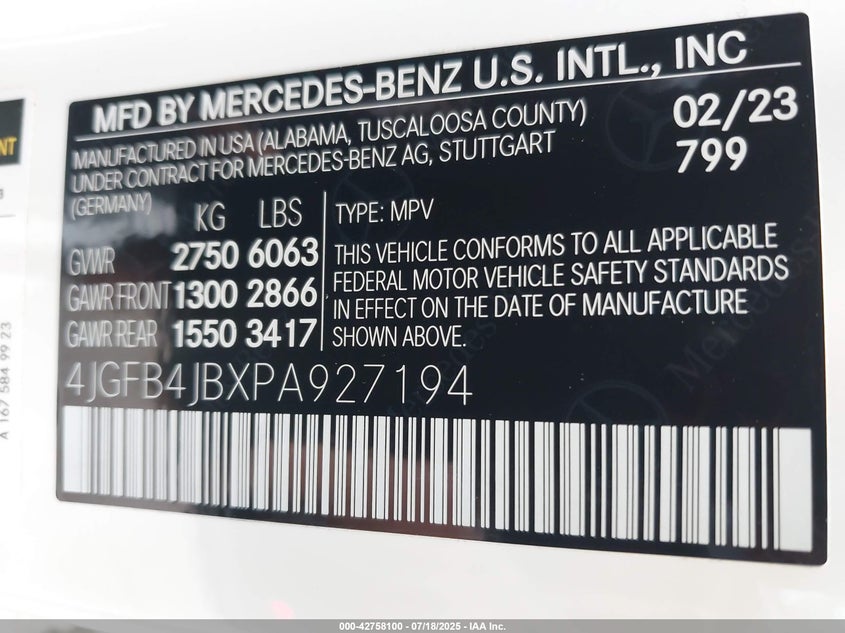 MFD BY MERCEDES-BENZ U.S. INTL., INC
MANUFACTURED IN USA (ALABAMA, TUSCALOOSA COUNTY)
UNDER CONTRACT FOR MERCEDES-BENZ AG, STUTTGART
(GERMANY)
02/23
799
KG LBS
GVWR 2750 6063
GAWR FRONT 1300 2866
GAWR REAR 1550 3417
TYPE: MPV
THIS VEHICLE CONFORMS TO ALL APPLICABLE
FEDERAL MOTOR VEHICLE SAFETY STANDARDS
IN EFFECT ON THE DATE OF MANUFACTURE
SHOWN ABOVE.
4JGFB4JBXPA927194
A 167 584 99 23
000-42758100 - 07/18/2025 - IAA Inc.